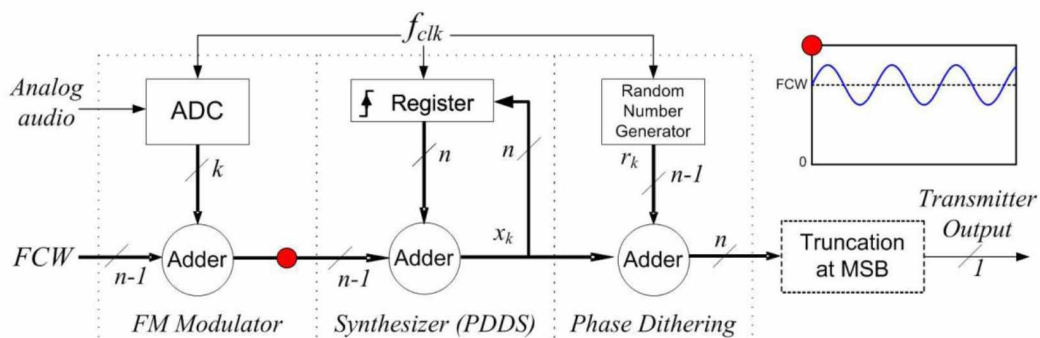 f_clk
Analog
audio
ADC
Register
Random
Number
Generator
FCW
0
k
n
n
r_k
n-1
Transmitter
Output
FCW
n-1
Adder
n-1
Adder
x_k
Adder
n
Truncation
at MSB
1
FM Modulator
Synthesizer (PDDS)
Phase Dithering